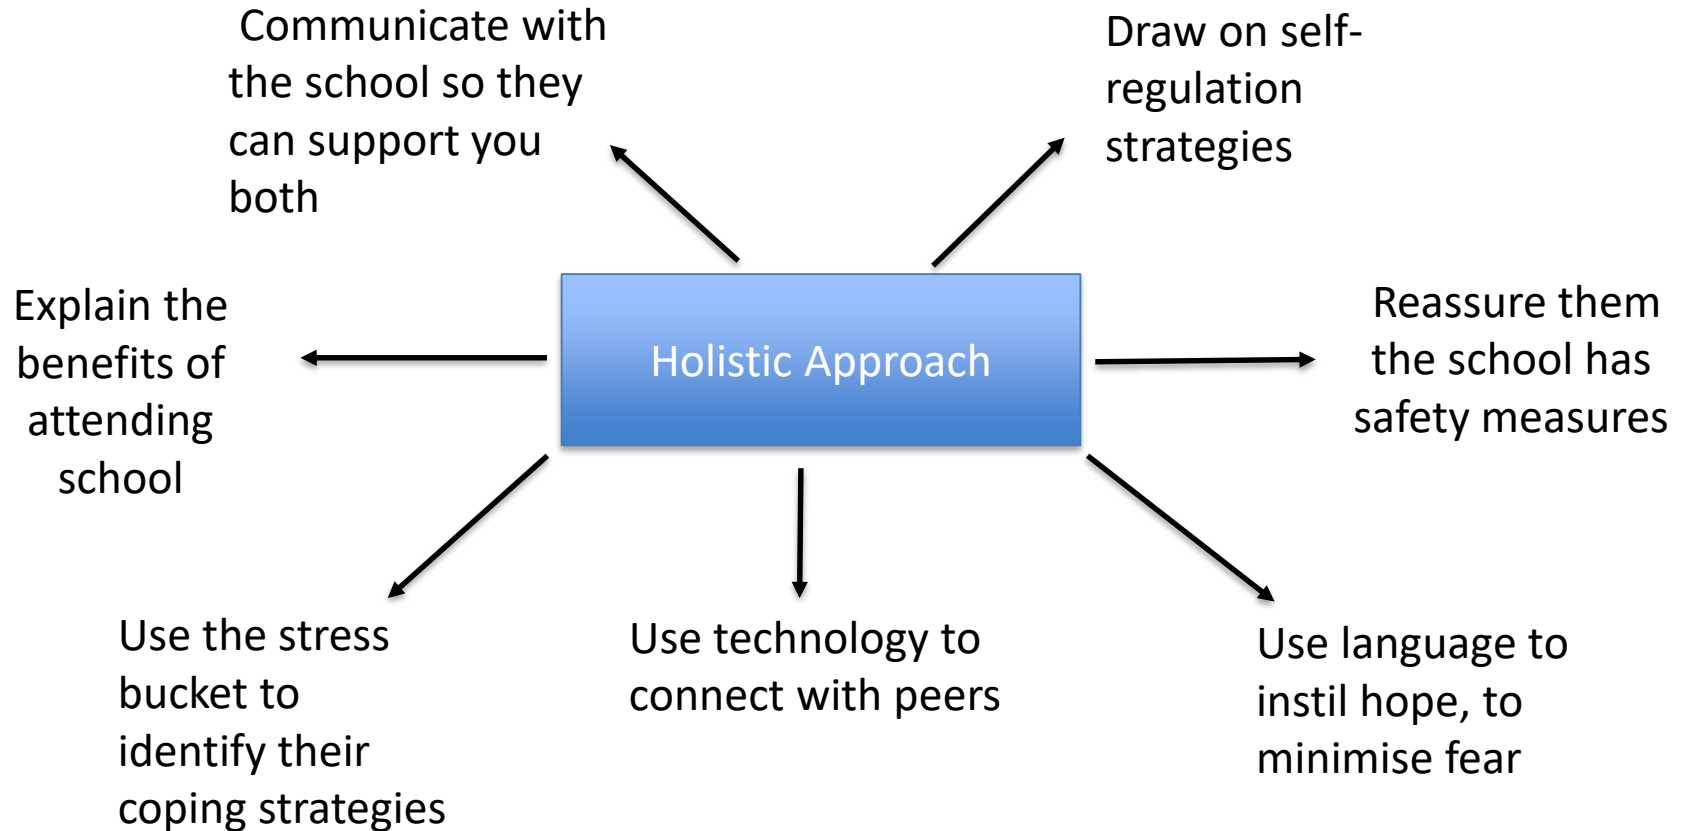 Communicate with
the school so they
can support you
both
Draw on self-
regulation
strategies
Explain the
benefits of
attending
school
Holistic Approach
Reassure them
the school has
safety measures
Use the stress
bucket to
identify their
coping strategies
Use technology to
connect with peers
Use language to
instil hope, to
minimise fear